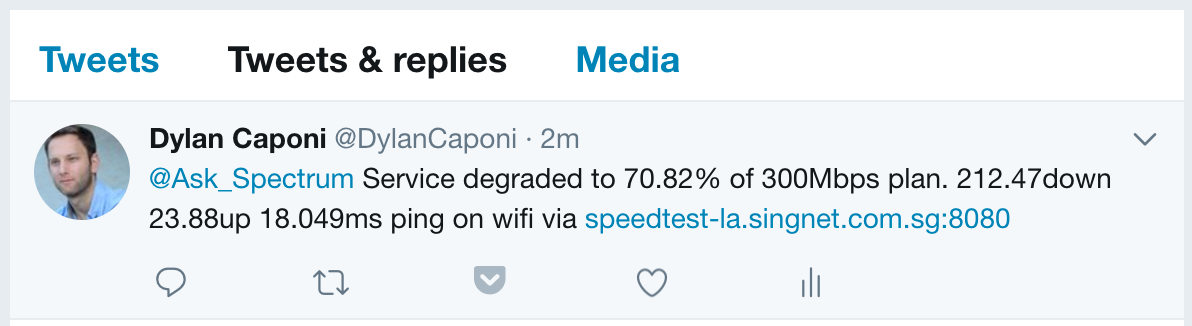 Tweets Tweets & replies Media
Dylan Caponi @DylanCaponi · 2m
@Ask_Spectrum Service degraded to 70.82% of 300Mbps plan. 212.47down
23.88up 18.049ms ping on wifi via speedtest-la.singnet.com.sg:8080